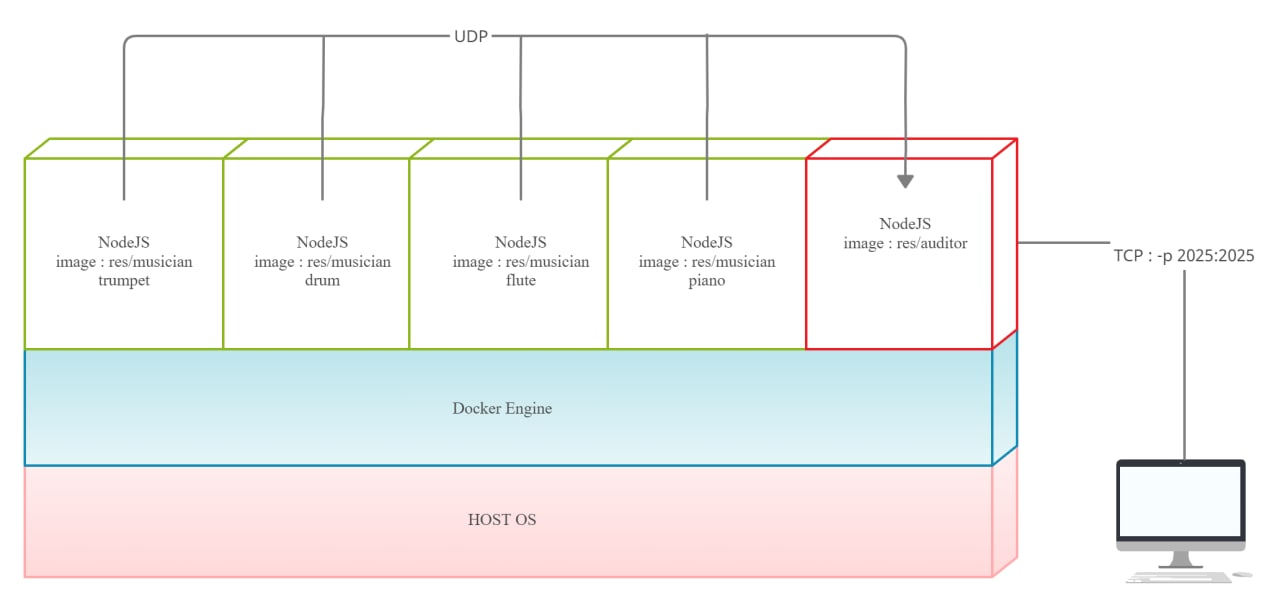 UDP
NodeJS
image : res/musician
trumpet
NodeJS
image : res/musician
drum
NodeJS
image : res/musician
flute
NodeJS
image : res/musician
piano
NodeJS
image : res/auditor
TCP : -p 2025:2025
Docker Engine
HOST OS